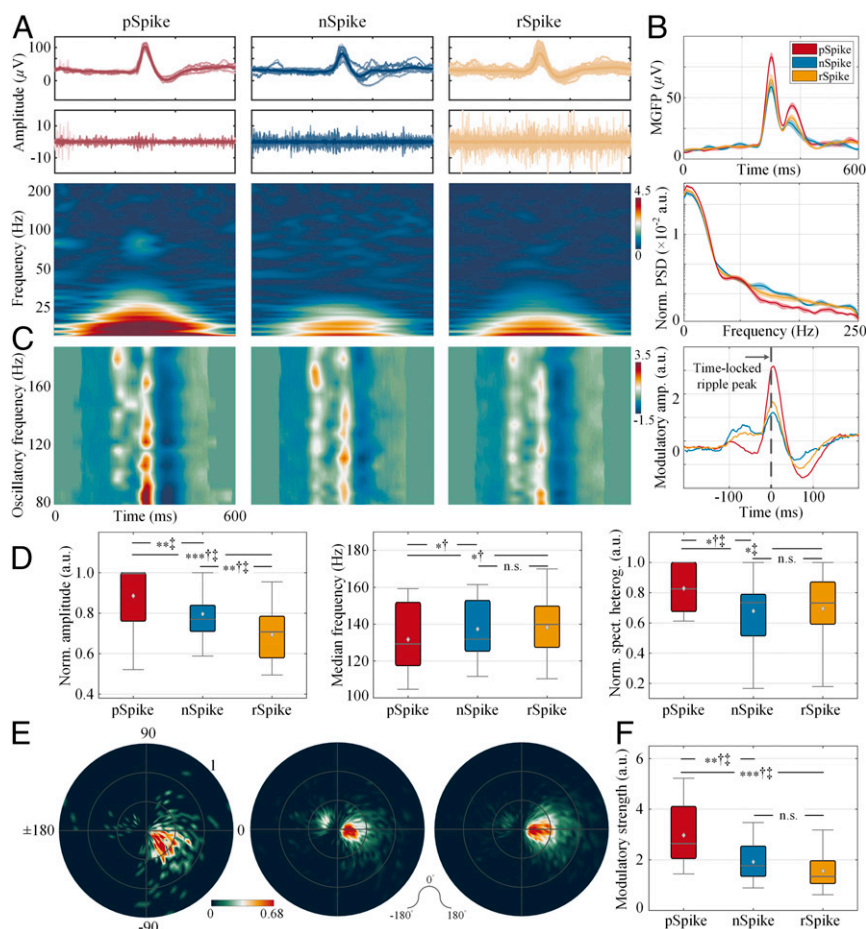 A
pSpike
nSpike
rSpike
B
Amplitude (µV)
100
0
10
0
-20
Frequency (Hz)
200
100
50
25
4.5
0
MGFP (µV)
50
0
0
Time (ms)
600
pSpike
nSpike
rSpike
Norm. PSD (×10⁻² a.u.)
1
0
0
Frequency (Hz)
250
C
Oscillatory frequency (Hz)
160
120
80
0
Time (ms)
600
3.5
-1.5
Modulatory amp. (a.u.)
2
0
Time-locked
ripple peak
-100
0
100
Time (ms)
D
Norm. amplitude (a.u.)
1.0
0.8
0.6
0.4
**‡
***†‡
**†‡
pSpike
nSpike
rSpike
Median frequency (Hz)
180
160
140
120
100
*†
*†
n.s.
pSpike
nSpike
rSpike
Norm. spect. heterog. (a.u.)
1.0
0.8
0.6
0.4
0.2
*†‡
*‡
n.s.
pSpike
nSpike
rSpike
E
90
1
±180
0
-90
0
0.68
0°
-180°
180°
F
Modulatory strength (a.u.)
6
4
2
0
**†‡
***†‡
n.s.
pSpike
nSpike
rSpike